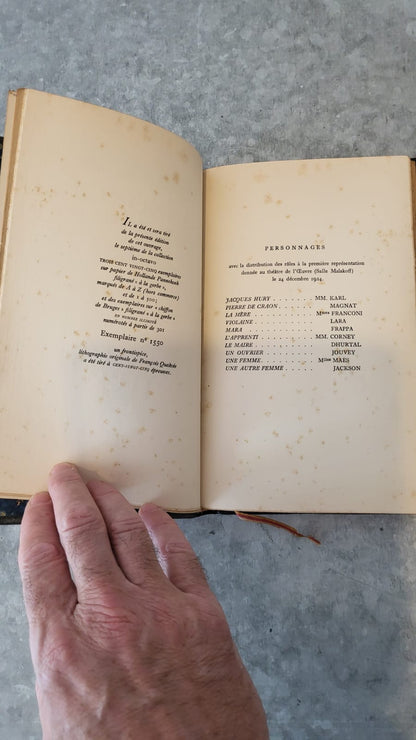 IL a été et sera tiré
de la présente édition
de cet ouvrage,
le septième de la collection
in-octavo
TROIS CENT VINGT-CINQ exemplaires
sur papier de Hollande Pannekoek
filigrané « à la gerbe »
marqués de A à Z (hors commerce)
et de 1 à 300;
exemplaires sur « chiffon
de Bruges » filigrané « à la gerbe »
numérotés à partir de 301
Exemplaire nº 1550
un frontispice,
lithographie originale de François Quelvée
a été tiré à CENT-VINGT-CINQ épreuves.
PERSONNAGES
avec la distribution des rôles à la première représentation
donnée au théâtre de l'Œuvre (Salle Malakoff)
le 24 décembre 1924.
JACQUES HURY . . . . . . . MM. KARL
PIERRE DE CRAON . . . . . . MAGNAT
LA MÈRE . . . . . . . . Mmes FRANCONI
VIOLAINE . . . . . . . . . LARA
MARA . . . . . . . . . . FRAPPA
L'APPRENTI . . . . . . . MM. CORNEY
LE MAIRE . . . . . . . . . DHURTAL
UN OUVRIER . . . . . . . . JOUVEY
UNE FEMME . . . . . . . Mmes MAËS
UNE AUTRE FEMME . . . . . . JACKSON